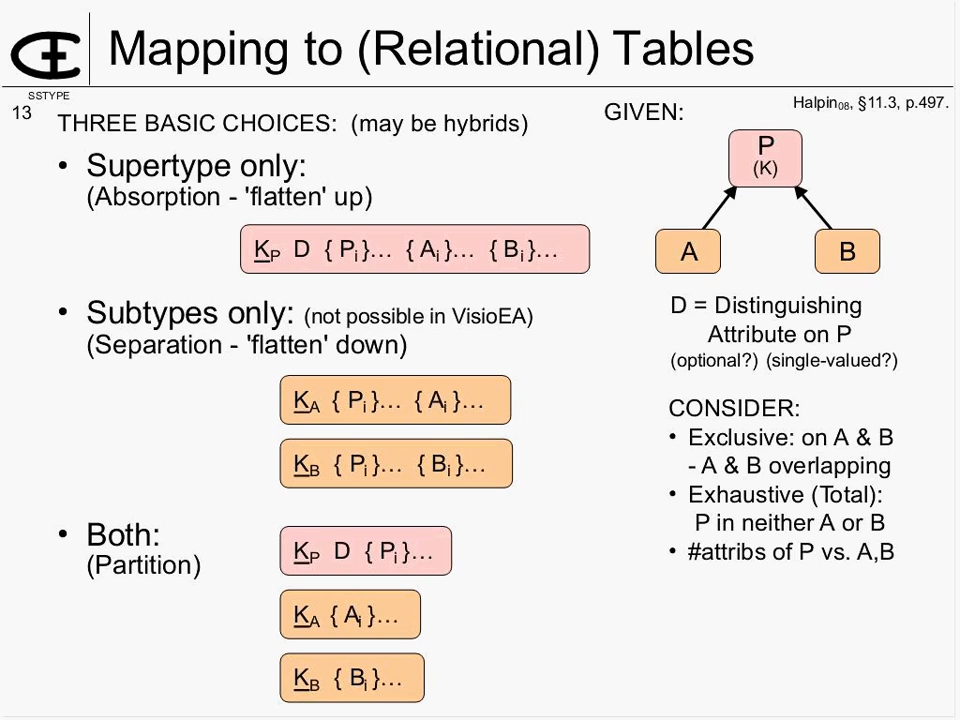 Mapping to (Relational) Tables
SSTYPE
13
Halpin08, §11.3, p.497.
THREE BASIC CHOICES: (may be hybrids)
• Supertype only:
(Absorption - 'flatten' up)
KP D { Pi }… { Ai }… { Bi }…
• Subtypes only: (not possible in VisioEA)
(Separation - 'flatten' down)
KA { Pi }… { Ai }…
KB { Pi }… { Bi }…
• Both:
(Partition)
KP D { Pi }…
KA { Ai }…
KB { Bi }…
GIVEN:
P
(K)
A
B
D = Distinguishing
Attribute on P
(optional?) (single-valued?)
CONSIDER:
• Exclusive: on A & B
- A & B overlapping
• Exhaustive (Total):
P in neither A or B
• #attribs of P vs. A,B